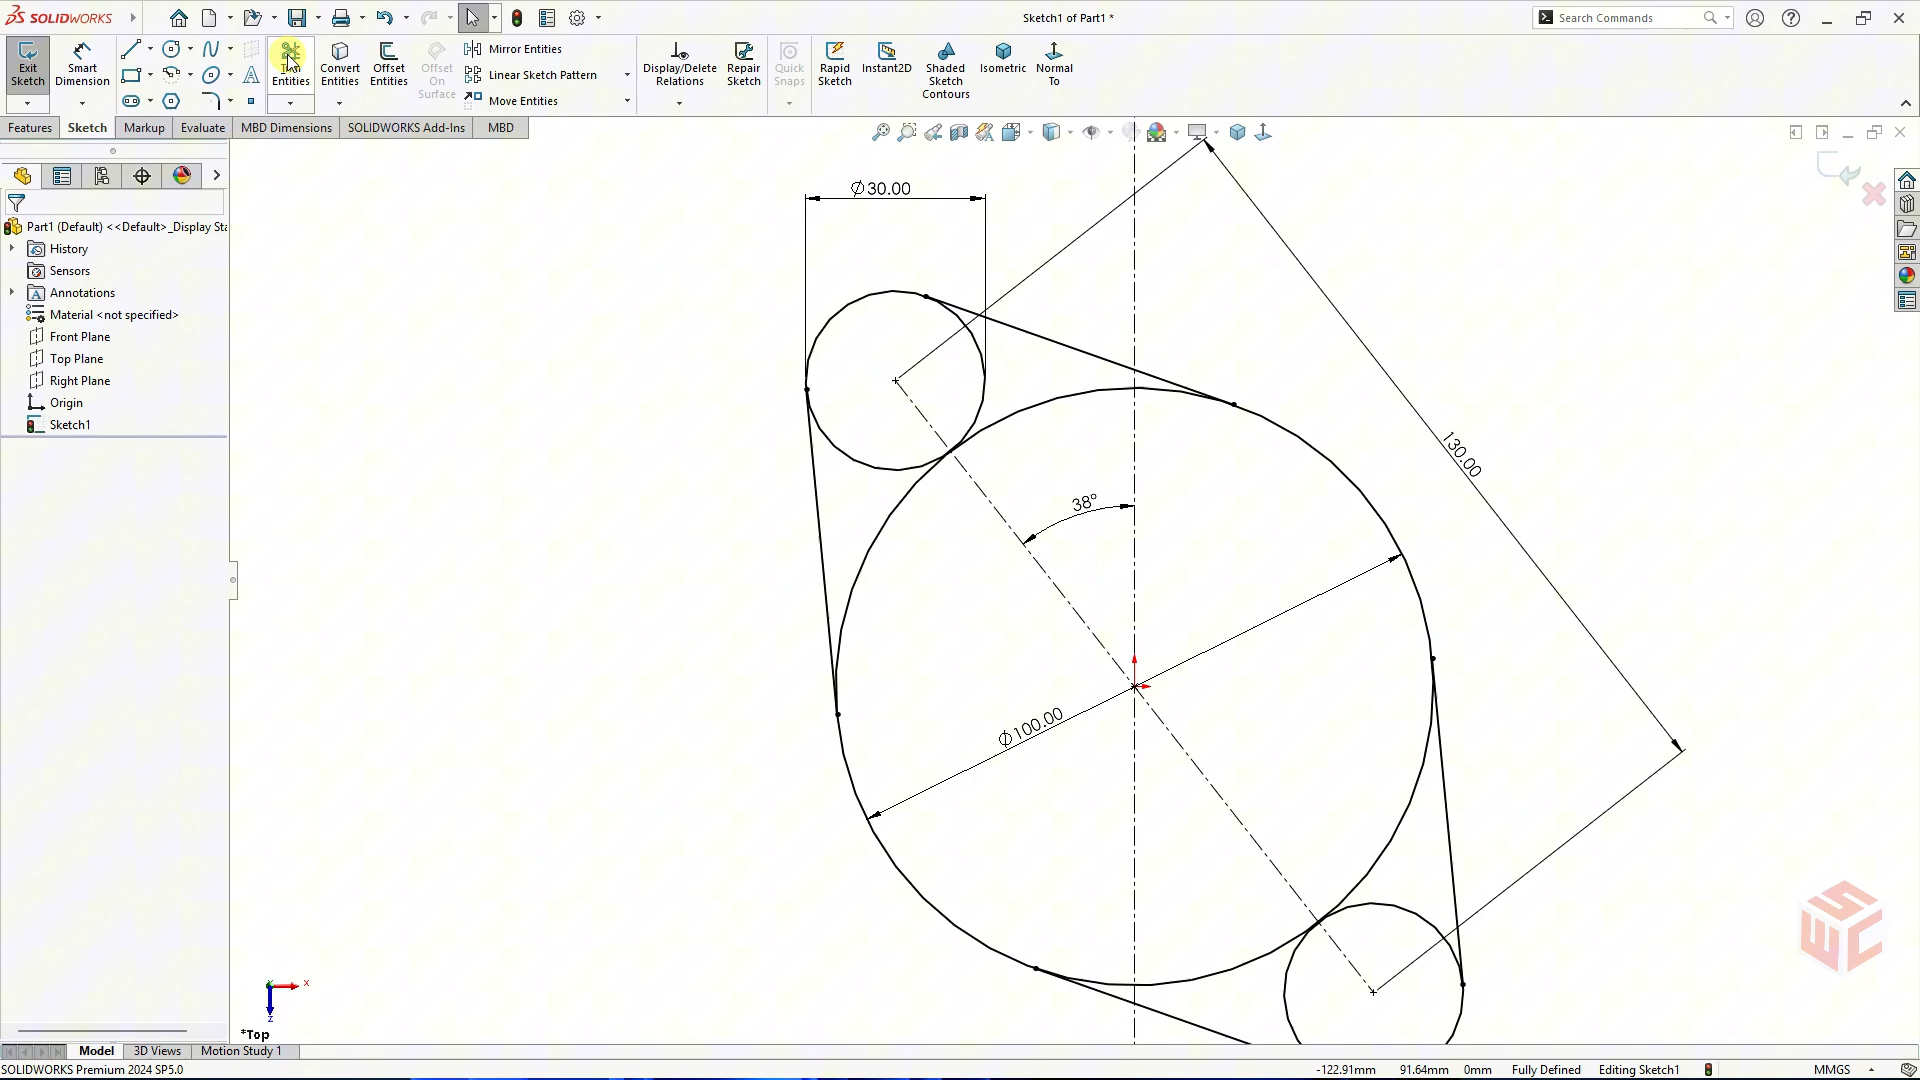 SOLIDWORKS
Sketch1 of Part1 *
Search Commands
Exit Sketch
Smart Dimension
Entities
Convert Entities
Offset Entities
Offset On Surface
Mirror Entities
Linear Sketch Pattern
Move Entities
Display/Delete Relations
Repair Sketch
Quick Snaps
Rapid Sketch
Instant2D
Shaded Sketch Contours
Isometric
Normal To
Features
Sketch
Markup
Evaluate
MBD Dimensions
SOLIDWORKS Add-Ins
MBD
Part1 (Default) <<Default>_Display Sta
History
Sensors
Annotations
Material <not specified>
Front Plane
Top Plane
Right Plane
Origin
Sketch1
Ø30.00
130.00
38°
Ø100.00
x
z
*Top
SWC
Model
3D Views
Motion Study 1
SOLIDWORKS Premium 2024 SP5.0
-122.91mm
91.64mm
0mm
Fully Defined
Editing Sketch1
MMGS